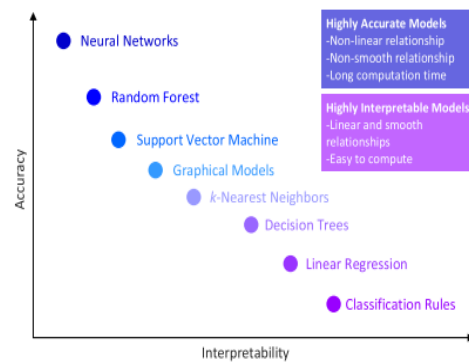 Neural Networks
Highly Accurate Models
-Non-linear relationship
-Non-smooth relationship
-Long computation time
Random Forest
Highly Interpretable Models
-Linear and smooth
relationships
-Easy to compute
Support Vector Machine
Graphical Models
k-Nearest Neighbors
Decision Trees
Linear Regression
Classification Rules
Accuracy
Interpretability